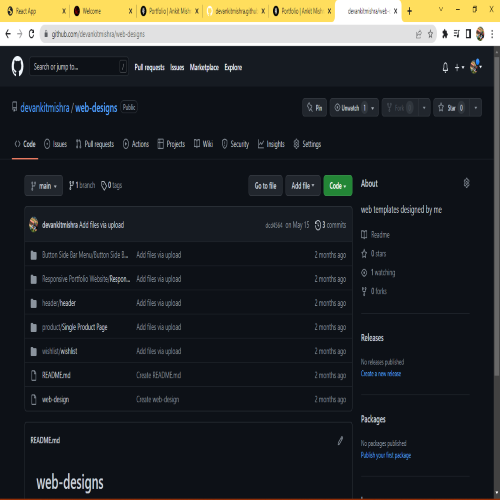 React App
Welcome
Portfolio | Ankit Mish
devankitmishra.github
Portfolio | Ankit Mish
devankitmishra/web-
github.com/devankitmishra/web-designs
Search or jump to...
/
Pull requests Issues Marketplace Explore
devankitmishra / web-designs Public
Pin
Unwatch 1
Fork 0
Star 0
Code
Issues
Pull requests
Actions
Projects
Wiki
Security
Insights
Settings
main
1 branch
0 tags
Go to file
Add file
Code
About
web templates designed by me
Readme
0 stars
1 watching
0 forks
devankitmishra Add files via upload on May 15 3 commits
Button Side Bar Menu/Button Side B... Add files via upload 2 months ago
Responsive Portfolio Website/Respon... Add files via upload 2 months ago
header/header Add files via upload 2 months ago
product/Single Product Page Add files via upload 2 months ago
wishlist/wishlist Add files via upload 2 months ago
README.md Create README.md 2 months ago
web-design Create web-design 2 months ago
Releases
No releases published
Create a new release
Packages
No packages published
Publish your first package
README.md
web-designs